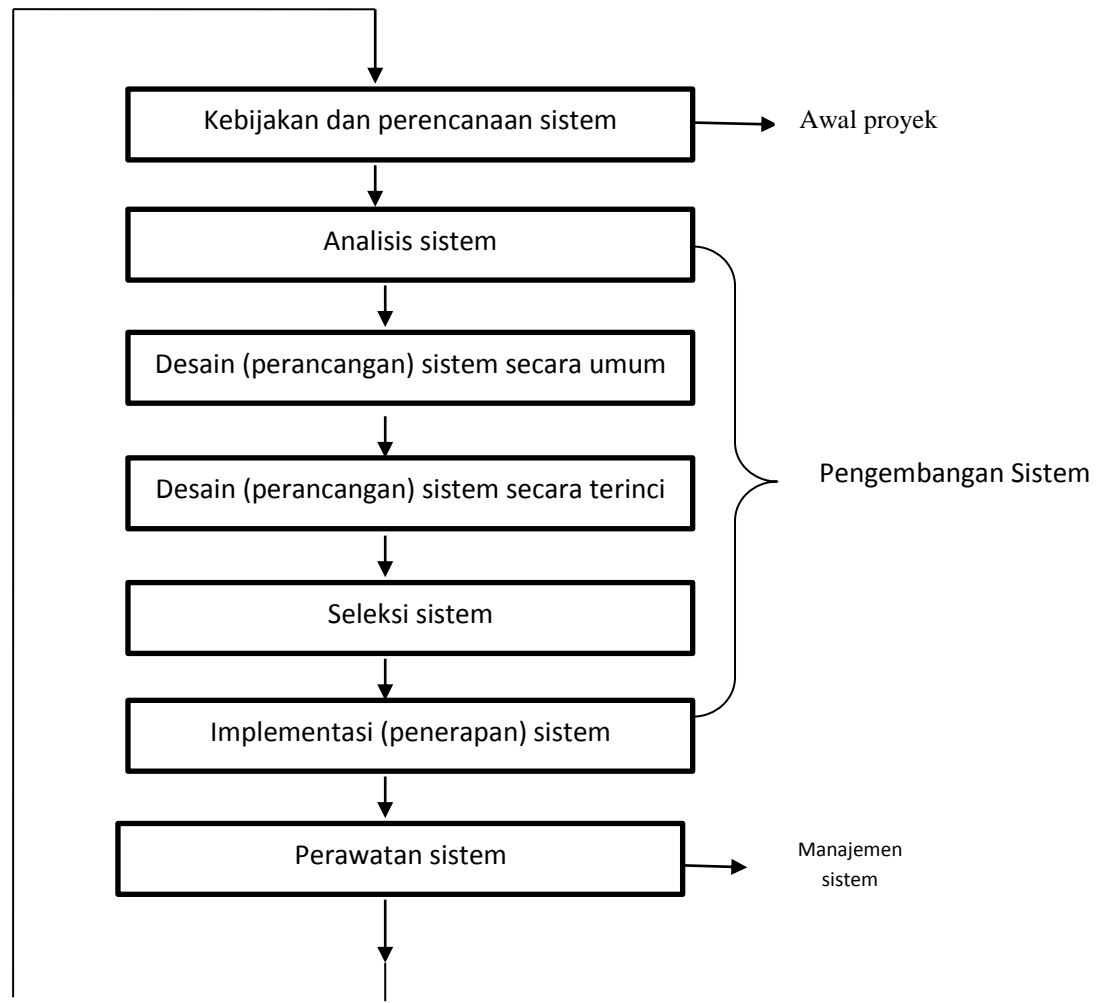 Kebijakan dan perencanaan sistem
Awal proyek
Analisis sistem
Desain (perancangan) sistem secara umum
Desain (perancangan) sistem secara terinci
Pengembangan Sistem
Seleksi sistem
Implementasi (penerapan) sistem
Perawatan sistem
Manajemen
sistem